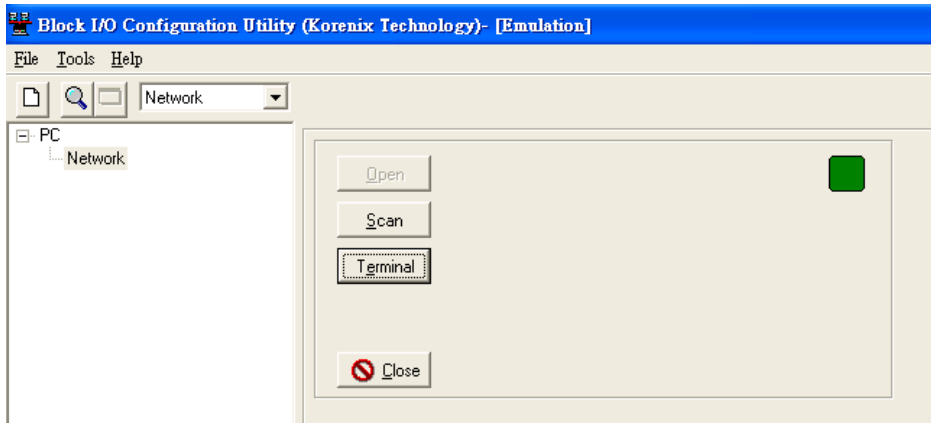 Block I/O Configuration Utility (Korenix Technology)- [Emulation]
File Tools Help
Network
PC
Network
Open
Scan
Terminal
Close